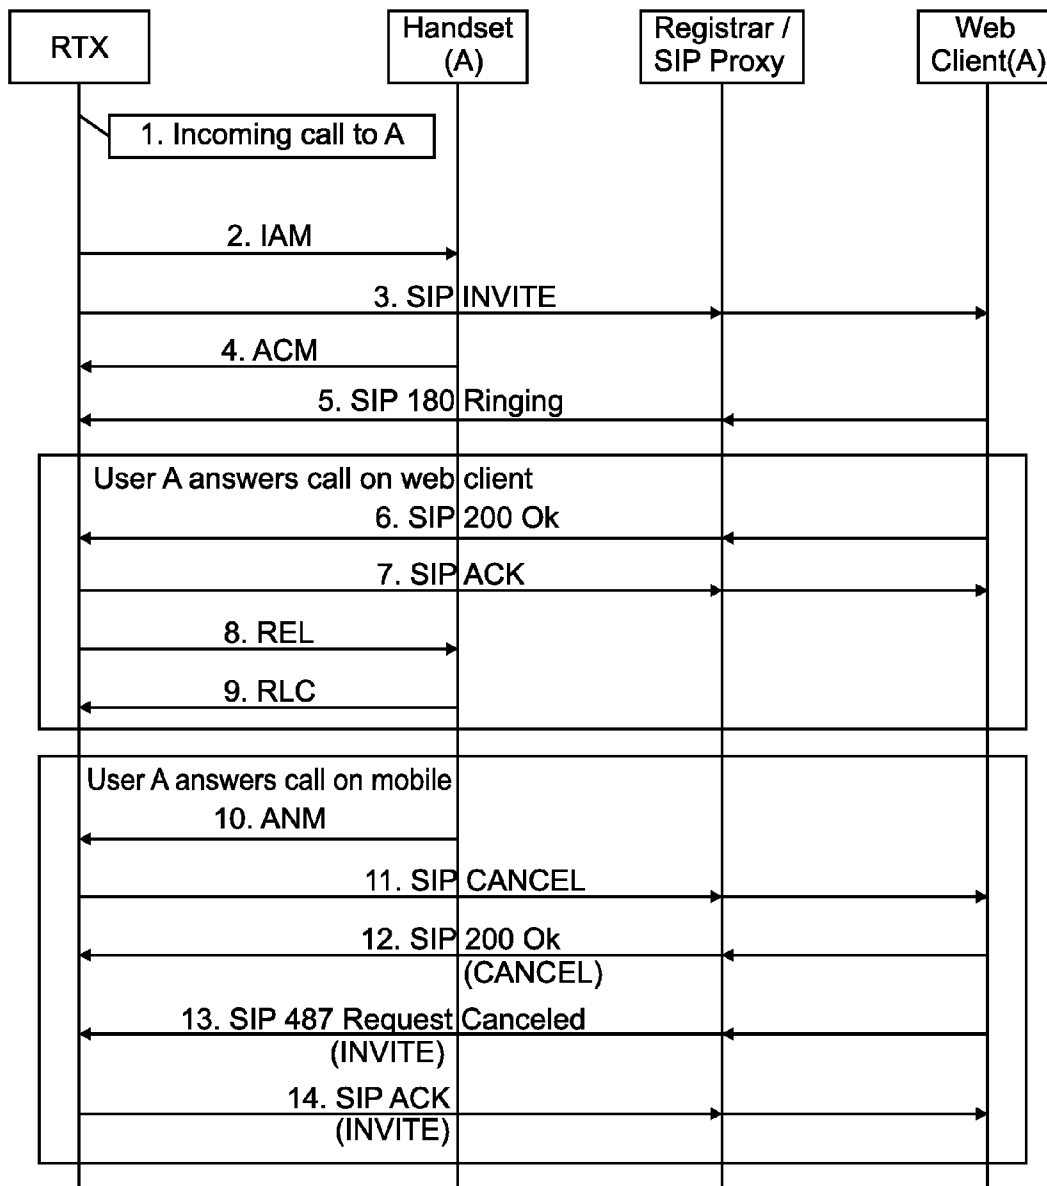 RTX
Handset
(A)
Registrar /
SIP Proxy
Web
Client(A)
1. Incoming call to A
2. IAM
3. SIP INVITE
4. ACM
5. SIP 180 Ringing
User A answers call on web client
6. SIP 200 Ok
7. SIP ACK
8. REL
9. RLC
User A answers call on mobile
10. ANM
11. SIP CANCEL
12. SIP 200 Ok
(CANCEL)
13. SIP 487 Request Canceled
(INVITE)
14. SIP ACK
(INVITE)